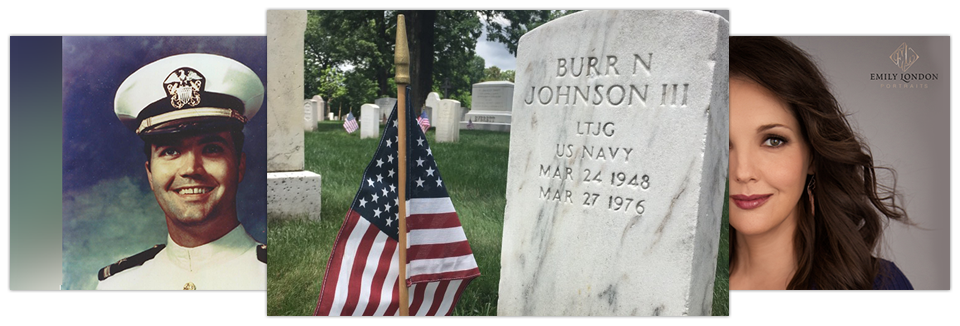 BURR N
JOHNSON III
LTJG
US NAVY
MAR 24 1948
MAR 27 1976
EMILY LONDON
PORTRAITS